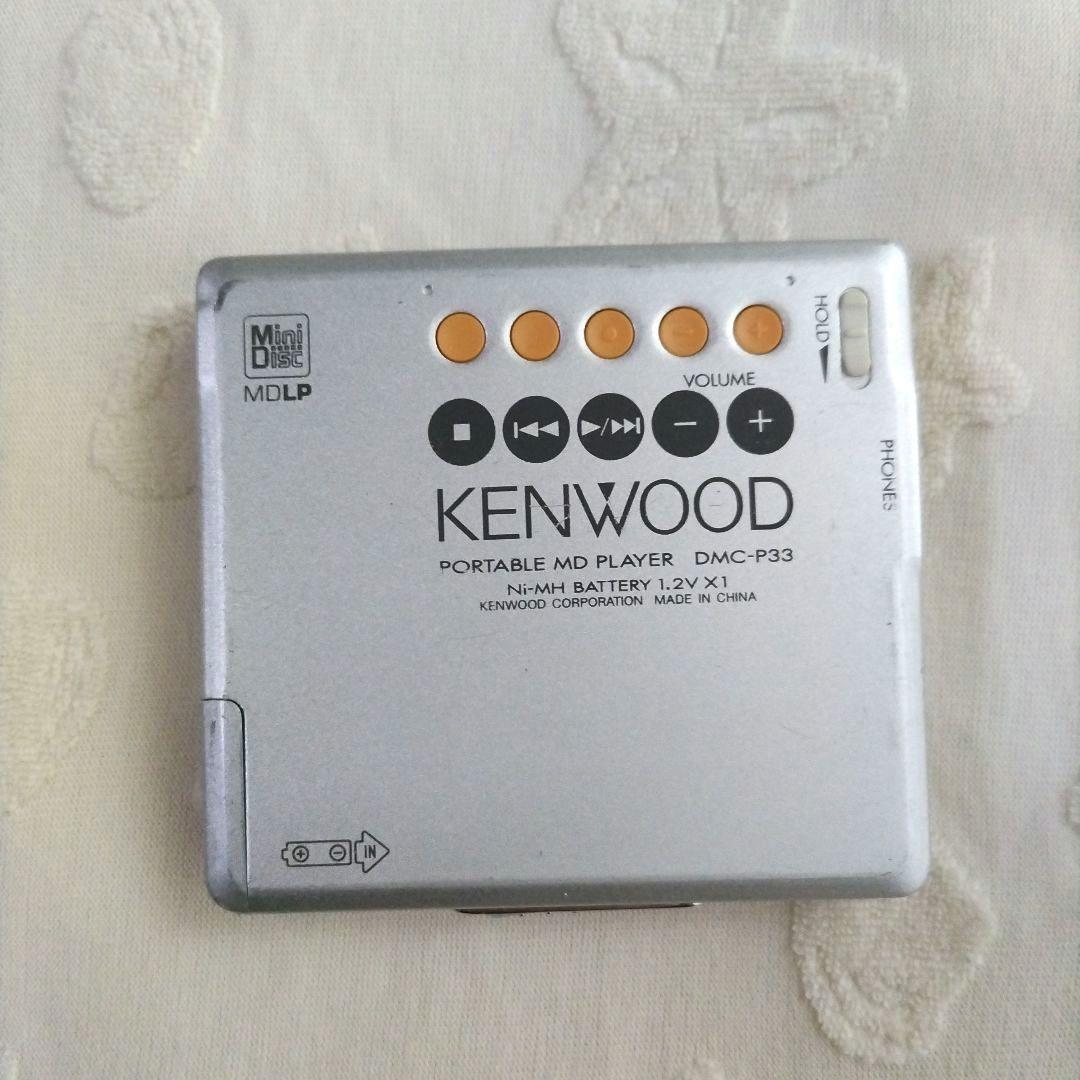 Mini
Disc
MDLP
HOLD
VOLUME
− +
PHONES
KENWOOD
PORTABLE MD PLAYER DMC-P33
Ni-MH BATTERY 1.2V X1
KENWOOD CORPORATION MADE IN CHINA
+ − IN